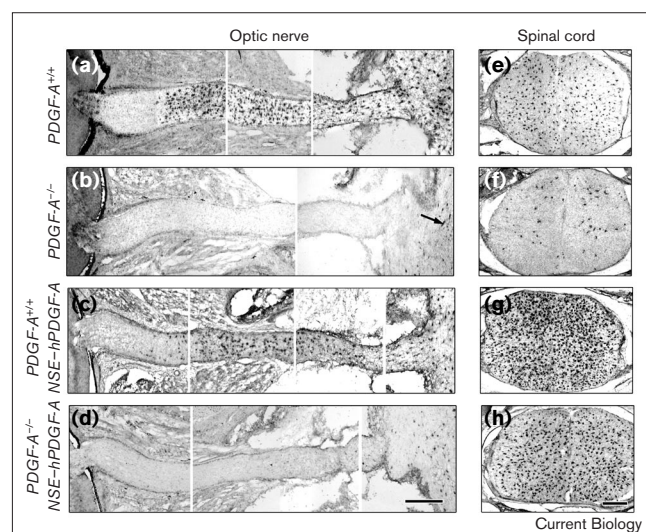 Optic nerve Spinal cord
PDGF-A+/+ (a) (e)
PDGF-A−/− (b) (f)
PDGF-A+/+
NSE–hPDGF-A (c) (g)
PDGF-A−/−
NSE–hPDGF-A (d) (h)
Current Biology